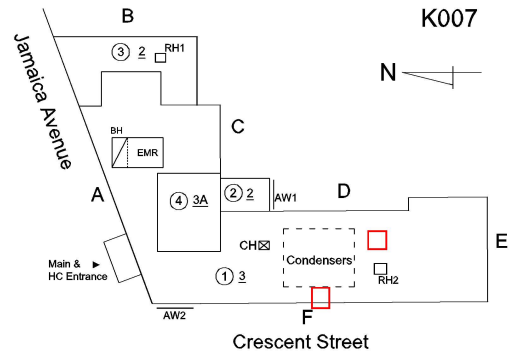 K007
B
③ 2
RH1
N
Jamaica Avenue
BH
EMR
C
A
④ 3A
② 2
AW1
D
E
CH
Condensers
Main &
HC Entrance
① 3
RH2
AW2
F
Crescent Street